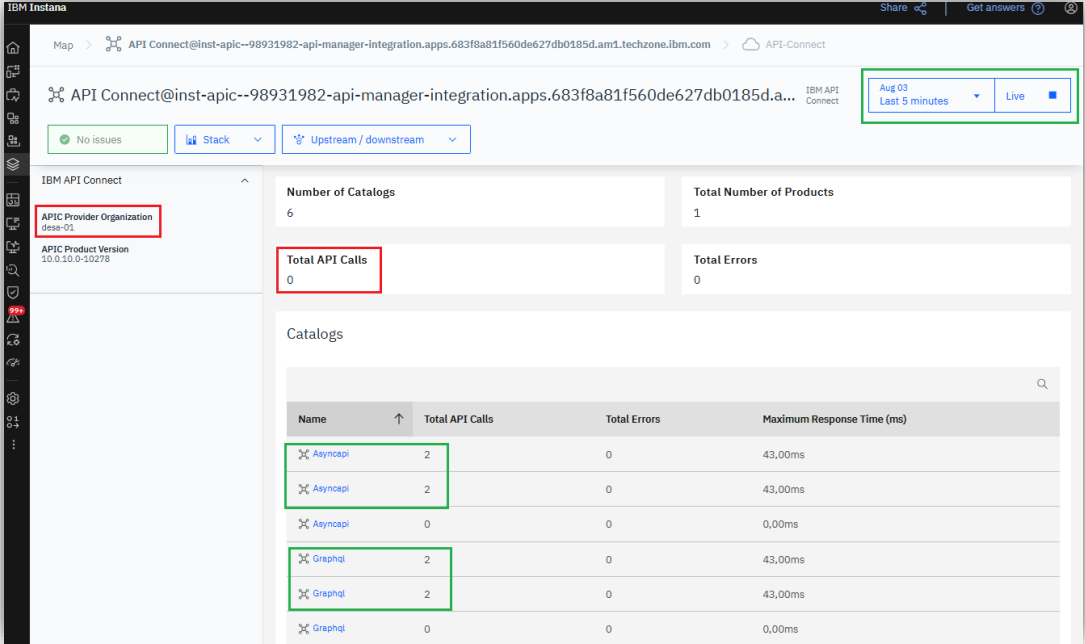 IBM Instana
Share
Get answers
Map
API Connect@inst-apic--98931982-api-manager-integration.apps.683f8a81f560de627db0185d.am1.techzone.ibm.com
API-Connect
API Connect@inst-apic--98931982-api-manager-integration.apps.683f8a81f560de627db0185d.a...
IBM API
Connect
Aug 03
Last 5 minutes
Live
No issues
Stack
Upstream / downstream
IBM API Connect
APIC Provider Organization
desa-01
APIC Product Version
10.0.10.0-10278
99+
Number of Catalogs
6
Total Number of Products
1
Total API Calls
0
Total Errors
0
Catalogs
Name Total API Calls Total Errors Maximum Response Time (ms)
Asyncapi 2 0 43,00ms
Asyncapi 2 0 43,00ms
Asyncapi 0 0 0,00ms
Graphql 2 0 43,00ms
Graphql 2 0 43,00ms
Graphql 0 0 0,00ms